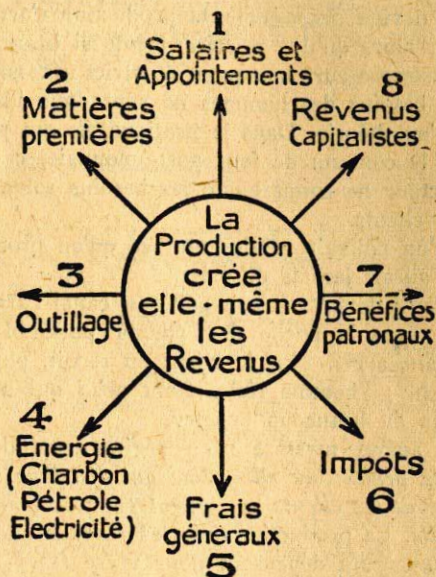 1
Salaires et
Appointements
2
Matières
premières
8
Revenus
Capitalistes
La
Production
crée
elle-même
les
Revenus
3
Outillage
7
Bénéfices
patronaux
4
Energie
(Charbon
Pétrole
Electricité)
Frais
généraux
5
Impóts
6